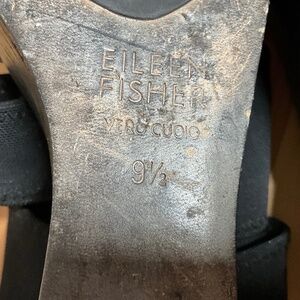 EILEEN
FISHER
VERO CUOIO
9½